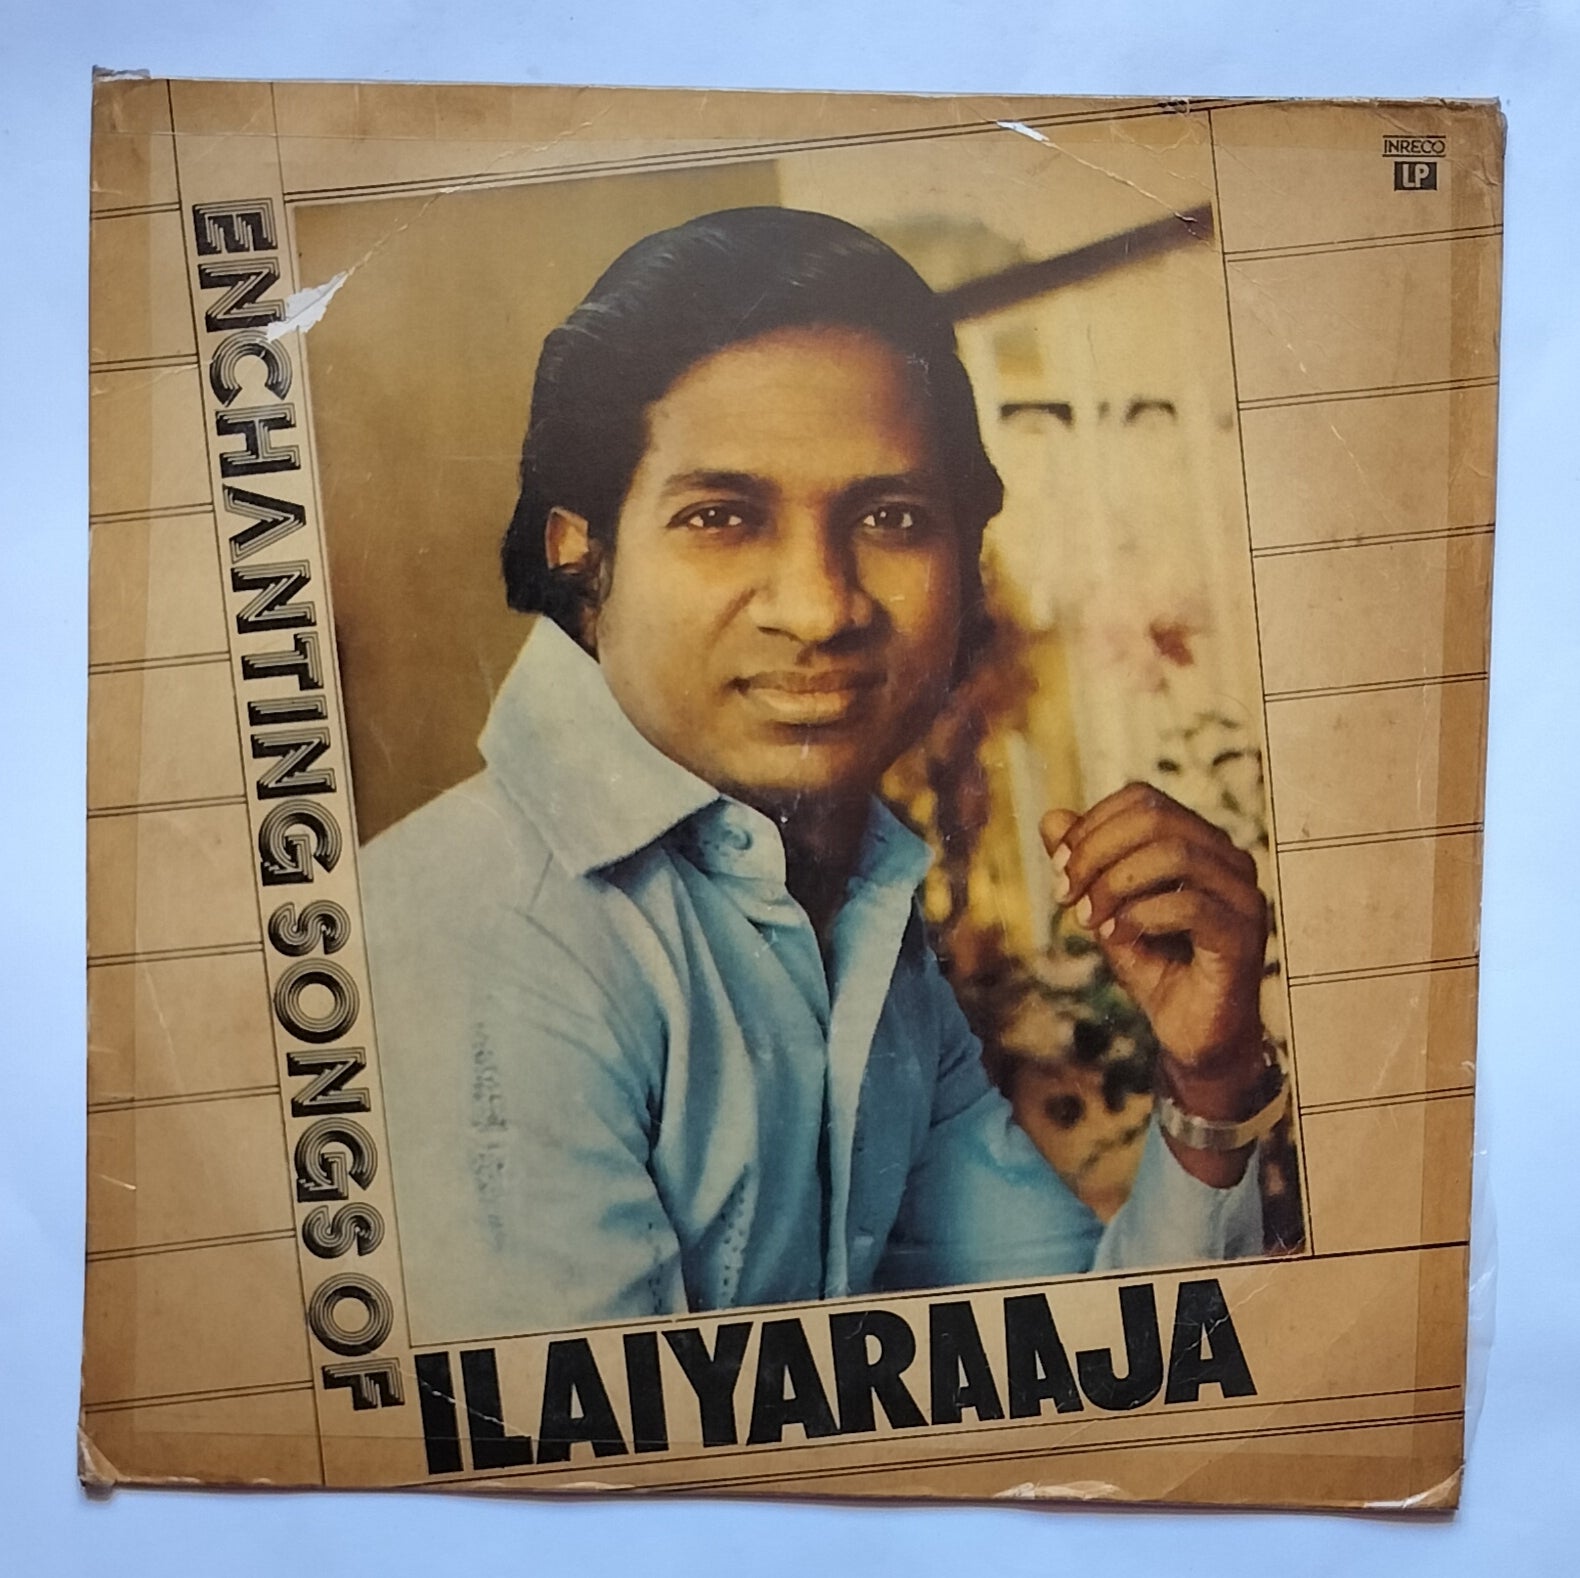 INRECO
LP
ENCHANTING SONGS OF
ILAIYARAAJA